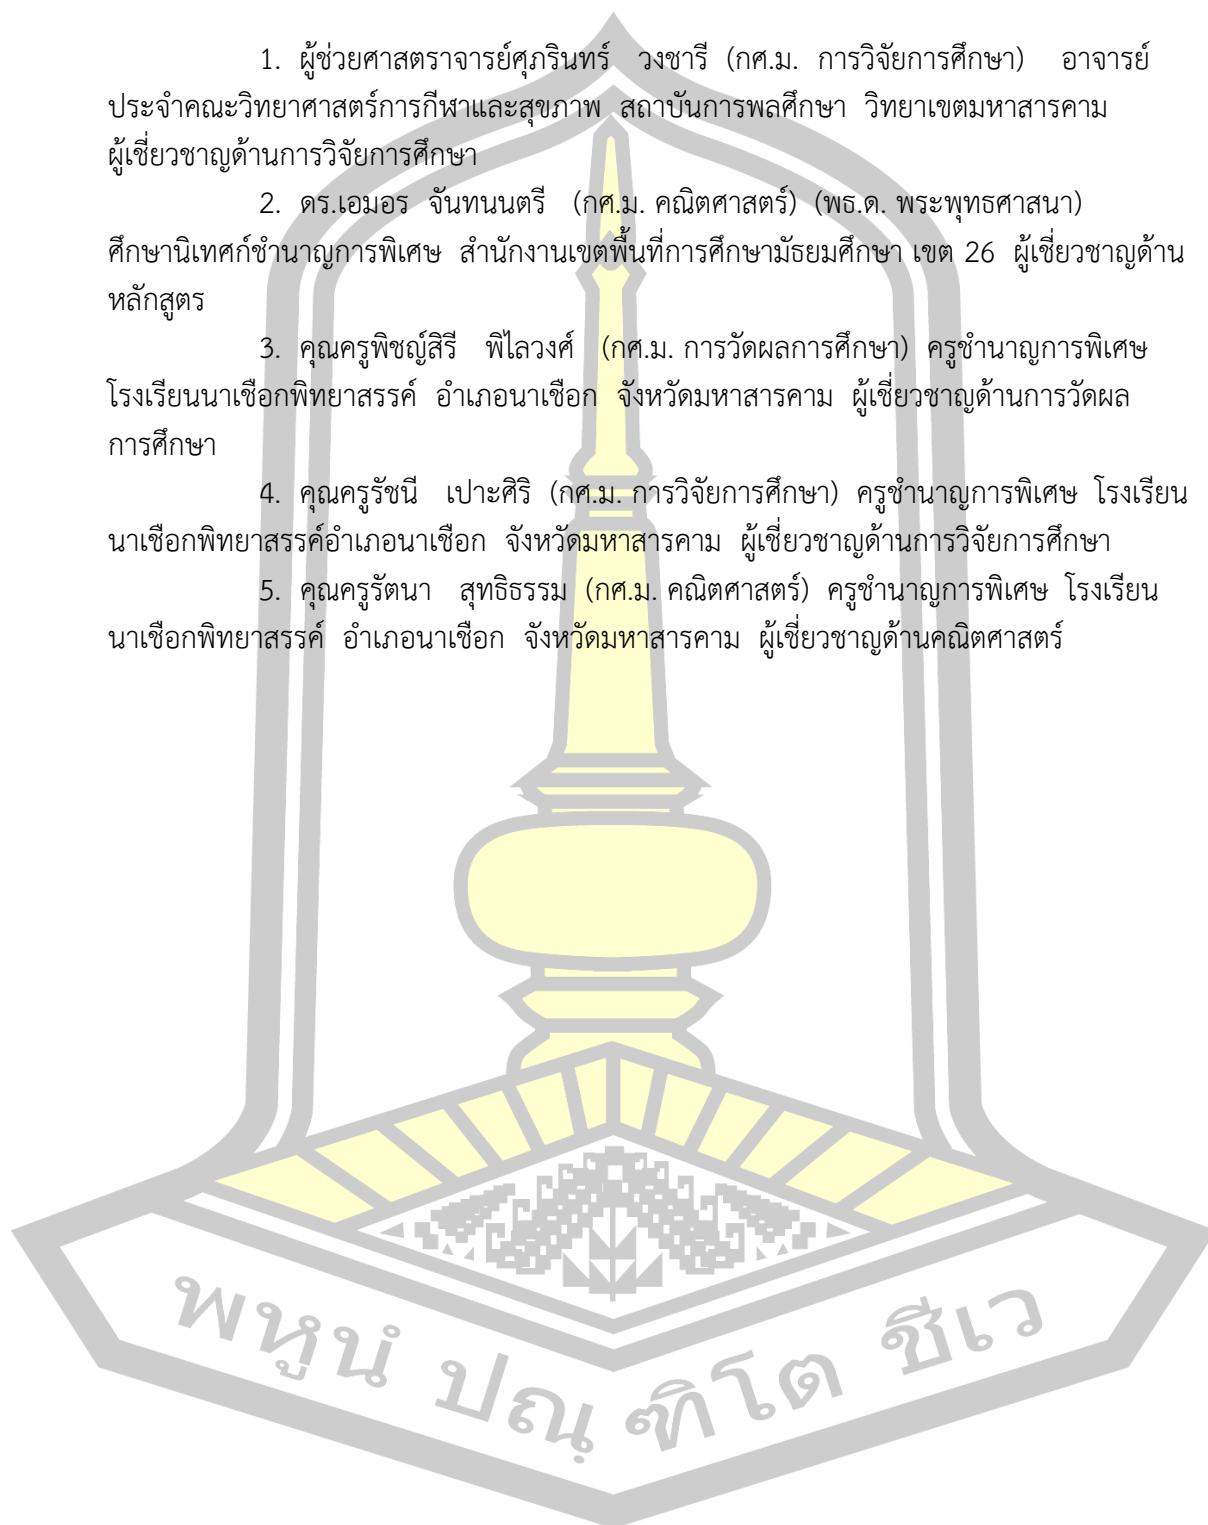 1. ผู้ช่วยศาสตราจารย์ศุภรินทร์ วงชารี (กศ.ม. การวิจัยการศึกษา) อาจารย์
ประจำคณะวิทยาศาสตร์การกีฬาและสุขภาพ สถาบันการพลศึกษา วิทยาเขตมหาสารคาม
ผู้เชี่ยวชาญด้านการวิจัยการศึกษา
2. ดร.เอมอร จันทนนตรี (กศ.ม. คณิตศาสตร์) (พธ.ด. พระพุทธศาสนา)
ศึกษานิเทศก์ชำนาญการพิเศษ สำนักงานเขตพื้นที่การศึกษามัธยมศึกษา เขต 26 ผู้เชี่ยวชาญด้าน
หลักสูตร
3. คุณครูพิชญ์สิรี พิไลวงศ์ (กศ.ม. การวัดผลการศึกษา) ครูชำนาญการพิเศษ
โรงเรียนนาเชือกพิทยาสรรค์ อำเภอนาเชือก จังหวัดมหาสารคาม ผู้เชี่ยวชาญด้านการวัดผล
การศึกษา
4. คุณครูรัชนี เปาะศิริ (กศ.ม. การวิจัยการศึกษา) ครูชำนาญการพิเศษ โรงเรียน
นาเชือกพิทยาสรรค์อำเภอนาเชือก จังหวัดมหาสารคาม ผู้เชี่ยวชาญด้านการวิจัยการศึกษา
5. คุณครูรัตนา สุทธิธรรม (กศ.ม. คณิตศาสตร์) ครูชำนาญการพิเศษ โรงเรียน
นาเชือกพิทยาสรรค์ อำเภอนาเชือก จังหวัดมหาสารคาม ผู้เชี่ยวชาญด้านคณิตศาสตร์
พหูนํ ปณฺ ฑิโต ชีเว